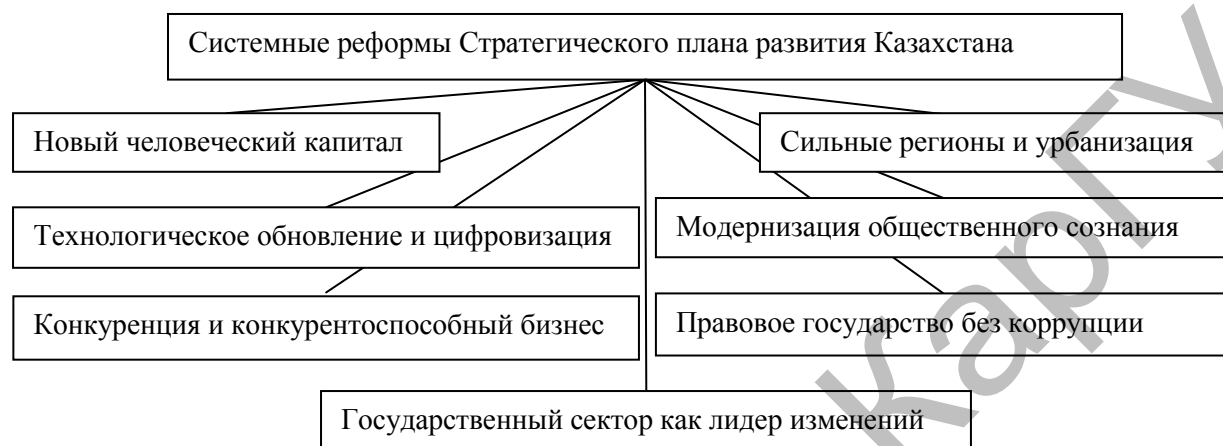 Системные реформы Стратегического плана развития Казахстана
Новый человеческий капитал
Сильные регионы и урбанизация
Технологическое обновление и цифровизация
Модернизация общественного сознания
Конкуренция и конкурентоспособный бизнес
Правовое государство без коррупции
Государственный сектор как лидер изменений
КарГУ